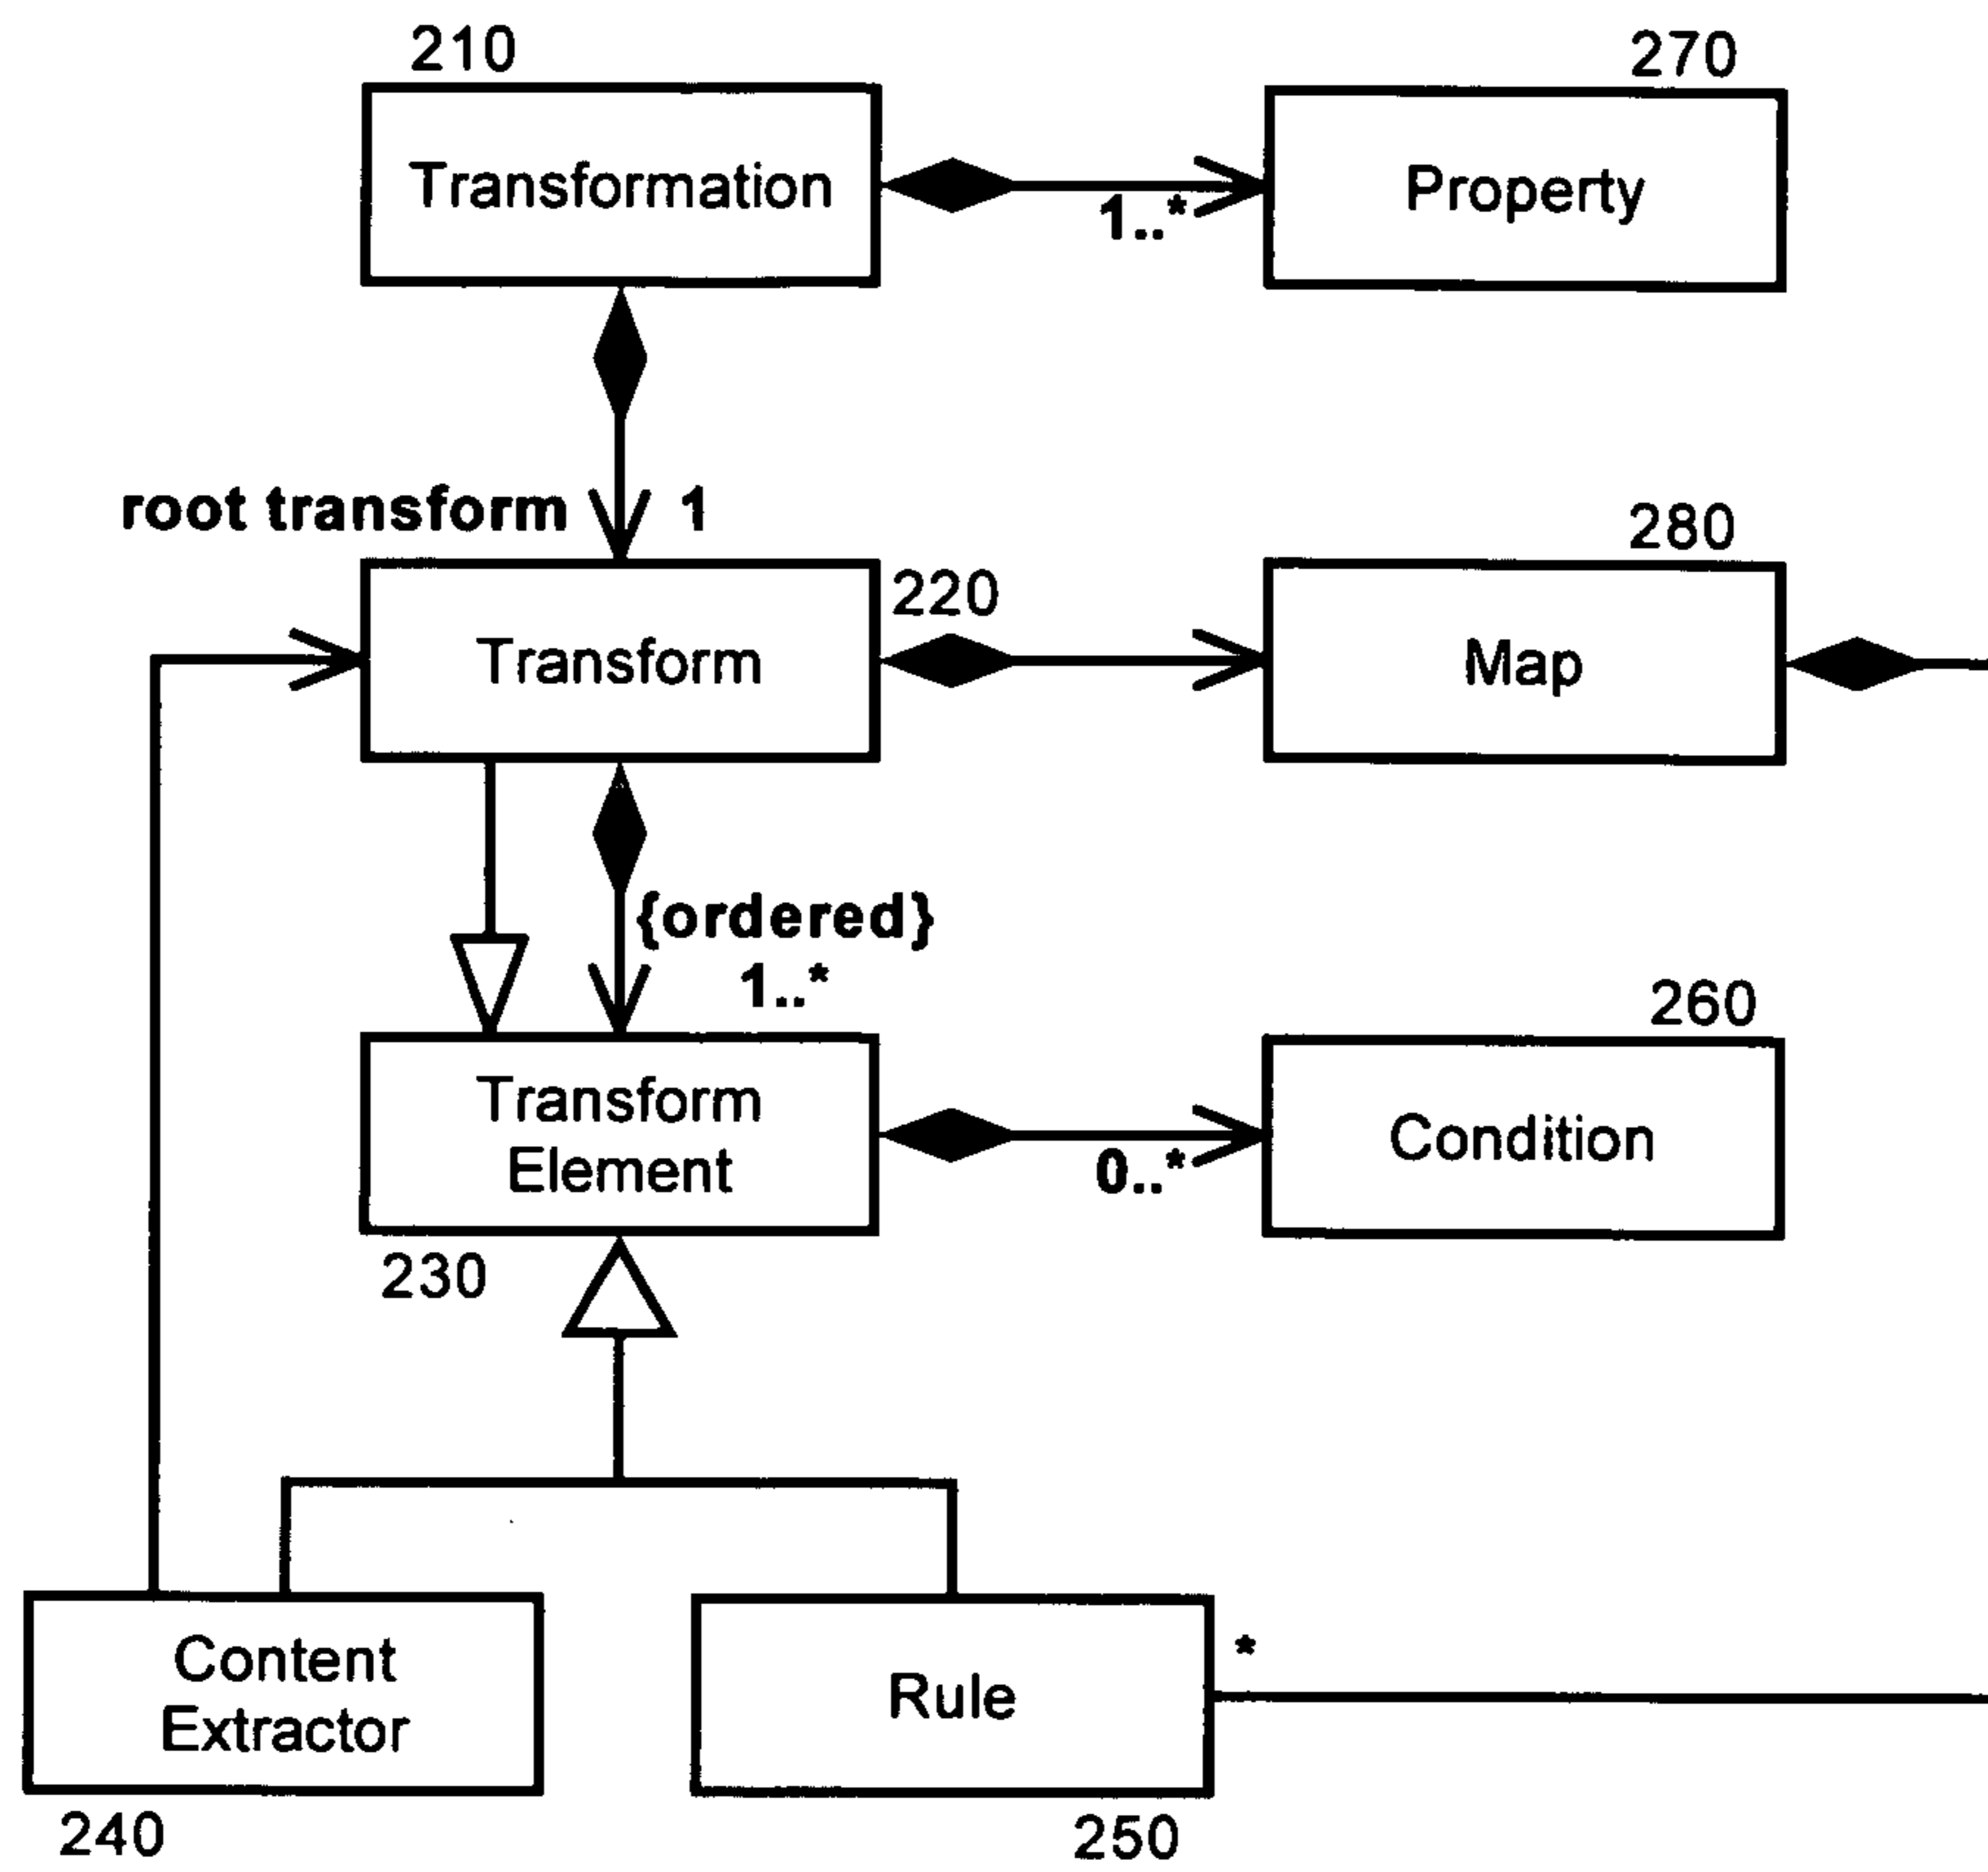 210
270
Transformation
Property
1..*
root transform
1
220
280
Transform
Map
{ordered}
1..*
260
Transform
Element
Condition
0..*
230
Content
Extractor
Rule
*
240
250